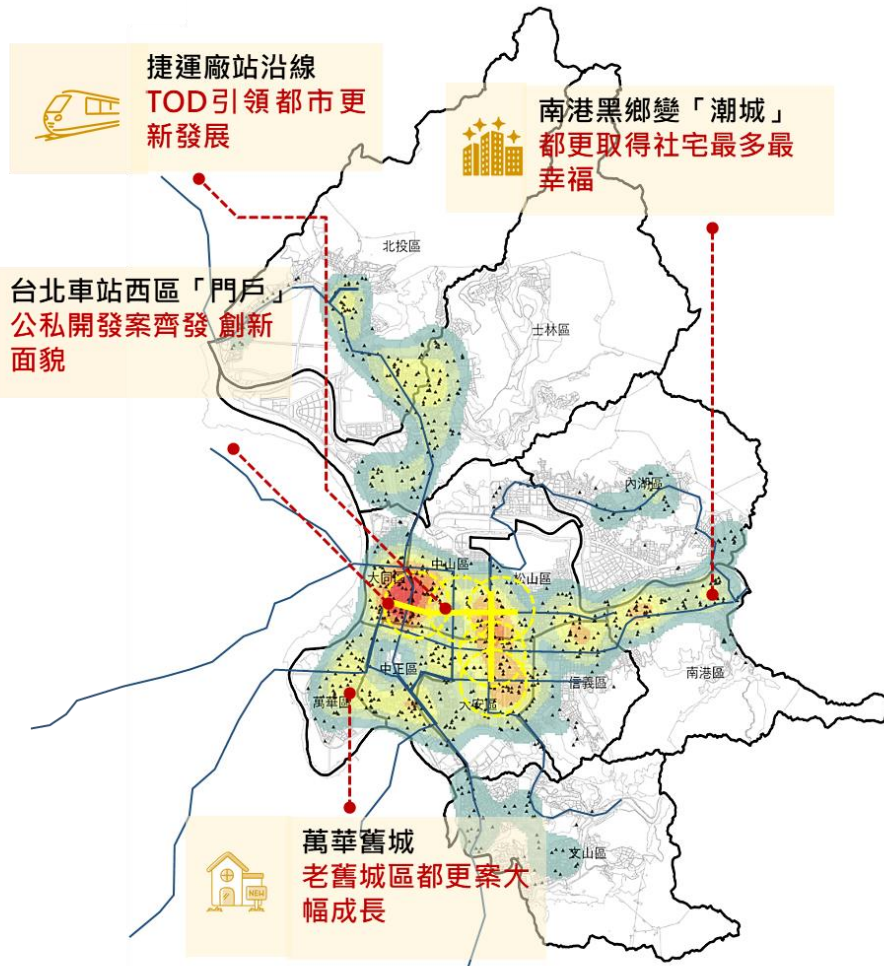 捷運廠站沿線
TOD引領都市更
新發展
南港黑鄉變「潮城」
都更取得社宅最多最
幸福
北投區
台北車站西區「門戶」
公私開發案齊發 創新
面貌
士林區
內湖區
中山區
大同區
松山區
中正區
信義區
南港區
萬華區
大安區
萬華舊城
老舊城區都更案大
幅成長
NEW
文山區